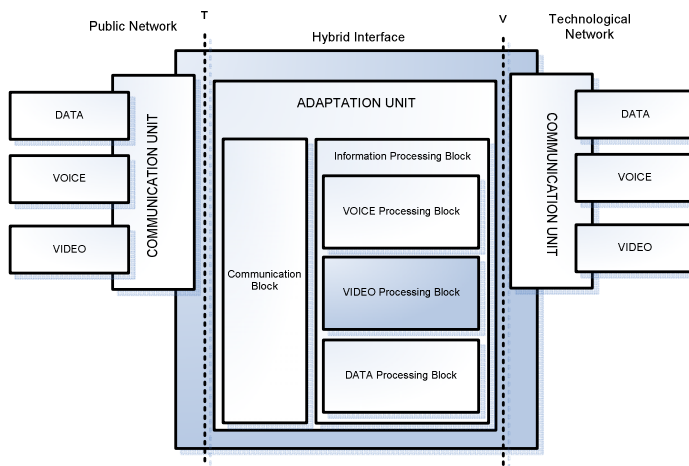 Public Network
T
Hybrid Interface
V
Technological
Network
DATA
VOICE
VIDEO
COMMUNICATION UNIT
ADAPTATION UNIT
Communication
Block
Information Processing Block
VOICE Processing Block
VIDEO Processing Block
DATA Processing Block
COMMUNICATION UNIT
DATA
VOICE
VIDEO